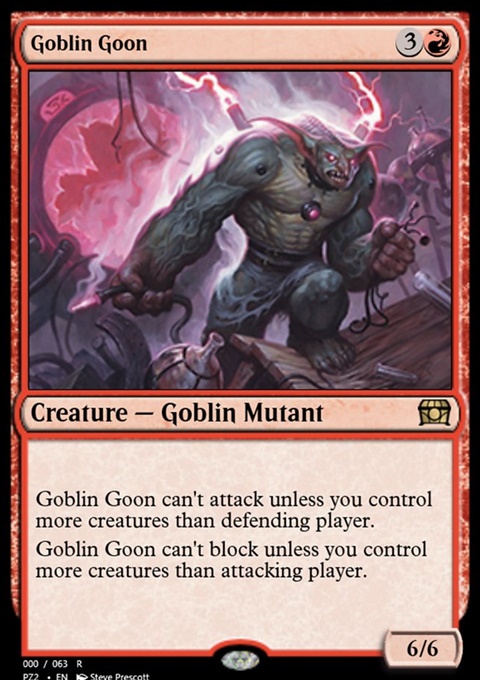 Goblin Goon 3
Creature — Goblin Mutant
Goblin Goon can't attack unless you control
more creatures than defending player.
Goblin Goon can't block unless you control
more creatures than attacking player.
6/6
000 / 063 R
PZ2 • EN Steve Prescott